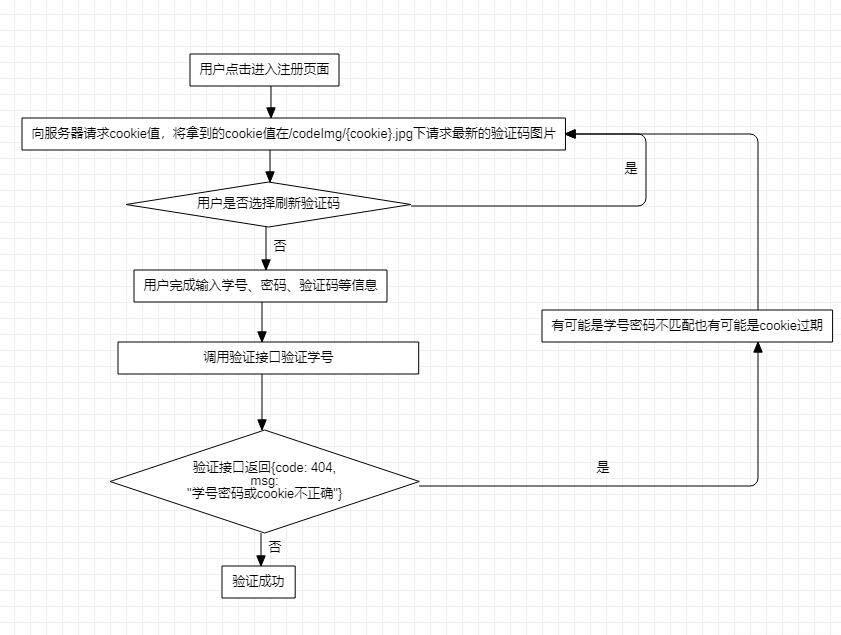 用户点击进入注册页面
向服务器请求cookie值，将拿到的cookie值在/codeImg/{cookie}.jpg下请求最新的验证码图片
是
用户是否选择刷新验证码
否
用户完成输入学号、密码、验证码等信息
有可能是学号密码不匹配也有可能是cookie过期
调用验证接口验证学号
验证接口返回{code: 404,
msg:
"学号密码或cookie不正确"}
是
否
验证成功